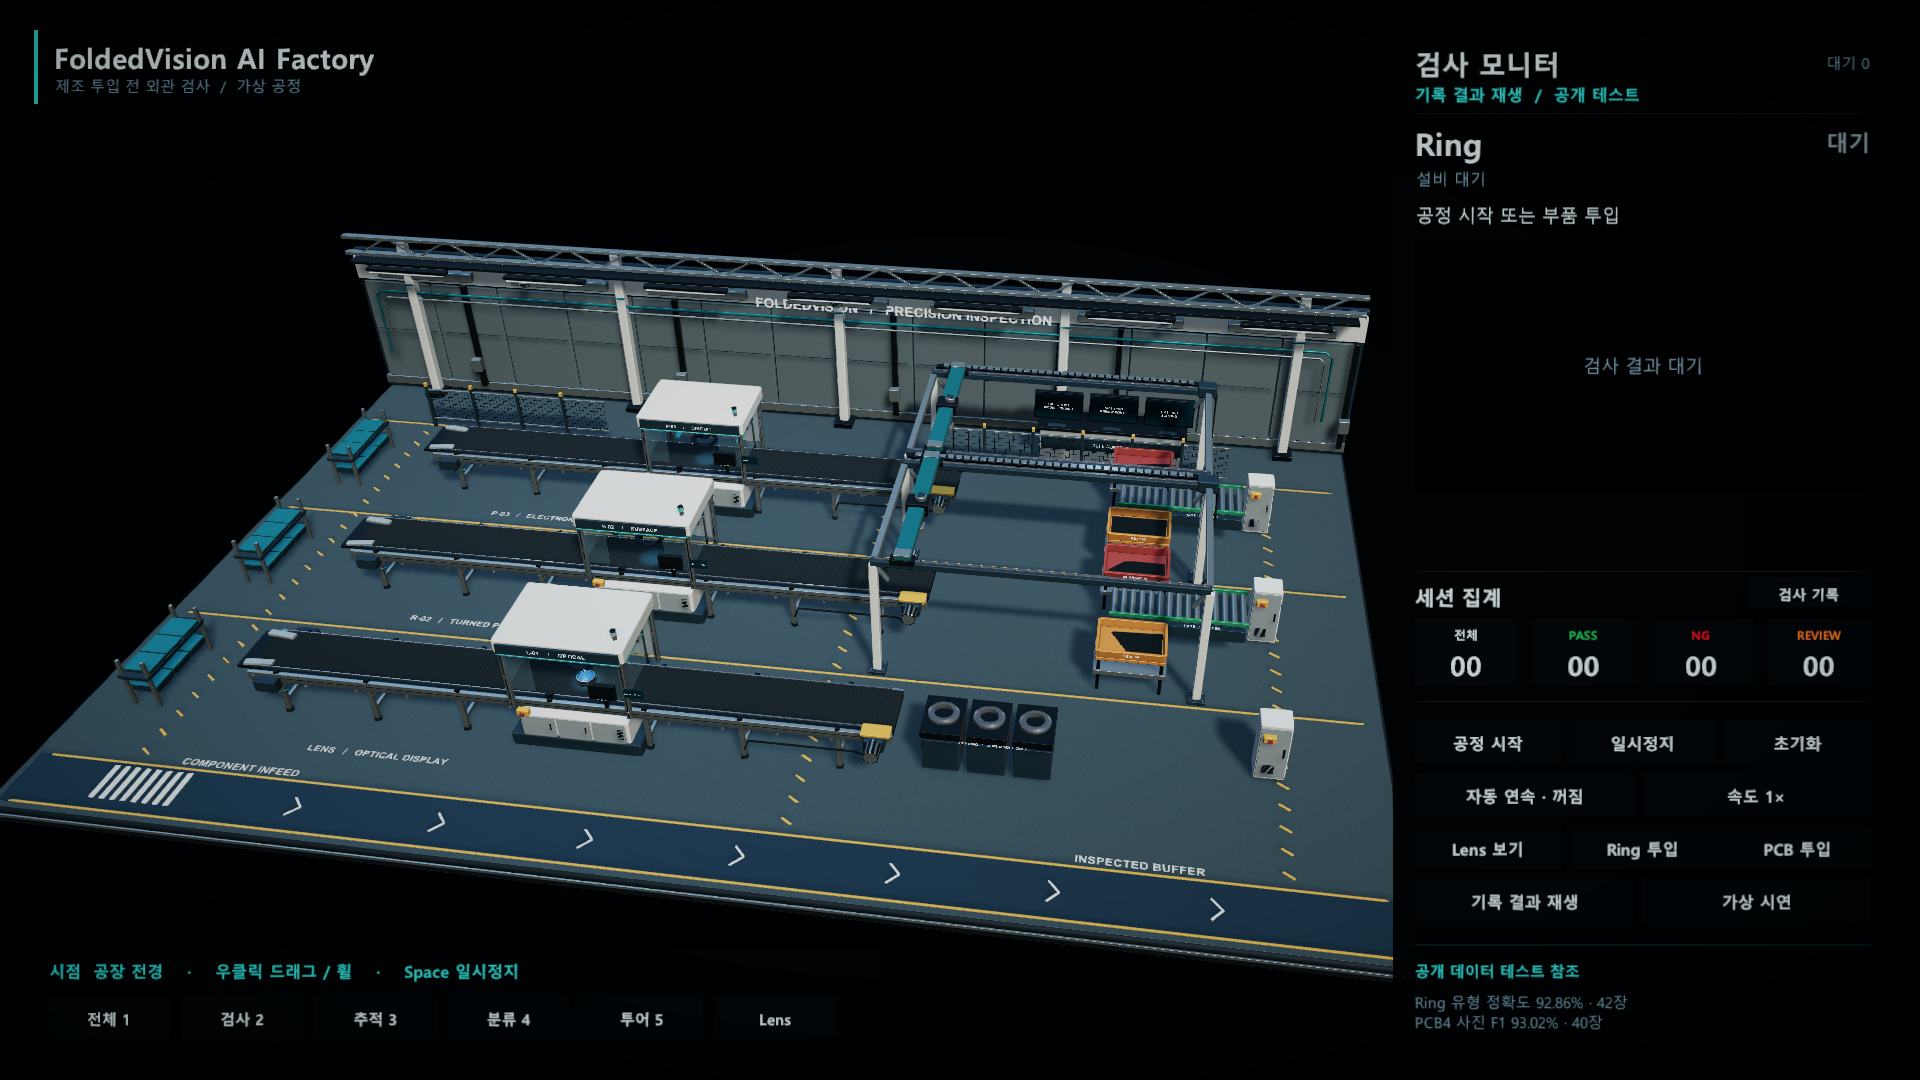 FoldedVision AI Factory
제조 투입 전 외관 검사 / 가상 공정
검사 모니터
대기 0
기록 결과 재생 / 공개 테스트
Ring
대기
설비 대기
공정 시작 또는 부품 투입
검사 결과 대기
세션 집계
검사 기록
전체
PASS
NG
REVIEW
00
00
00
00
공정 시작
일시정지
초기화
자동 연속 · 꺼짐
속도 1×
Lens 보기
Ring 투입
PCB 투입
기록 결과 재생
가상 시연
공개 데이터 테스트 참조
Ring 유형 정확도 92.86% · 42장
PCB4 사진 F1 93.02% · 40장
FOLDEDVISION / PRECISION INSPECTION
P-03 / ELECTRON
R-02 / TURNED P
LENS / OPTICAL DISPLAY
COMPONENT INFEED
INSPECTED BUFFER
시점 공장 전경 · 우클릭 드래그 / 휠 · Space 일시정지
전체 1
검사 2
추적 3
분류 4
투어 5
Lens